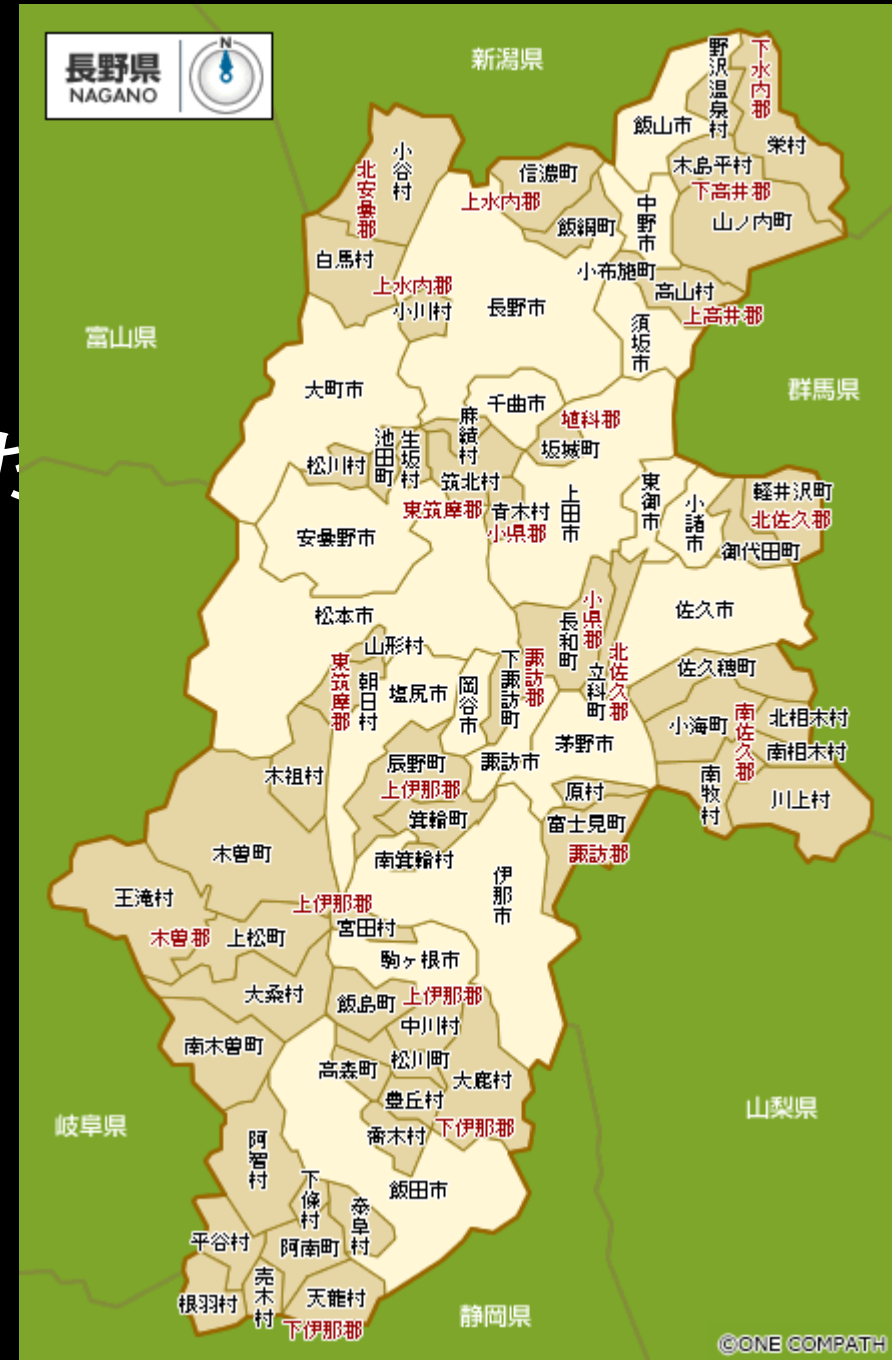 長野県
NAGANO
N
新潟県
富山県
群馬県
岐阜県
山梨県
静岡県
野沢温泉村
下水内郡
飯山市
栄村
木島平村
下高井郡
山ノ内町
小谷村
北安曇郡
白馬村
信濃町
上水内郡
飯綱町
中野市
小布施町
高山村
上高井郡
上水内郡
小川村
長野市
須坂市
大町市
千曲市
埴科郡
坂城町
麻績村
池田町
生坂村
松川村
筑北村
東筑摩郡
青木村
小県郡
上田市
東御市
小諸市
軽井沢町
北佐久郡
御代田町
安曇野市
松本市
佐久市
山形村
東筑摩郡
朝日村
塩尻市
岡谷市
下諏訪町
諏訪郡
長和町
小県郡
立科町
北佐久郡
佐久穂町
小海町
南佐久郡
北相木村
南相木村
南牧村
川上村
茅野市
諏訪市
原村
富士見町
諏訪郡
木祖村
辰野町
上伊那郡
箕輪町
南箕輪村
木曽町
伊那市
王滝村
木曽郡
上松町
上伊那郡
宮田村
駒ヶ根市
大桑村
飯島町
上伊那郡
中川村
南木曽町
高森町
松川町
大鹿村
豊丘村
喬木村
下伊那郡
阿智村
飯田市
下條村
泰阜村
平谷村
阿南町
売木村
根羽村
天龍村
下伊那郡
©ONE COMPATH